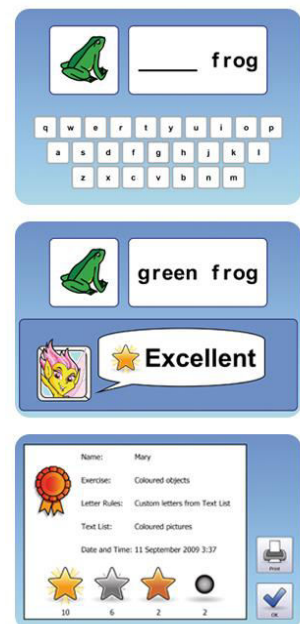 ____ frog
q w e r t y u i o p
a s d f g h j k l
z x c v b n m
green frog
Excellent
Name: Mary
Exercise: Coloured objects
Letter Rules: Custom letters from Text List
Text List: Coloured pictures
Date and Time: 11 September 2009 3:37
10 6 2 2
Print
OK